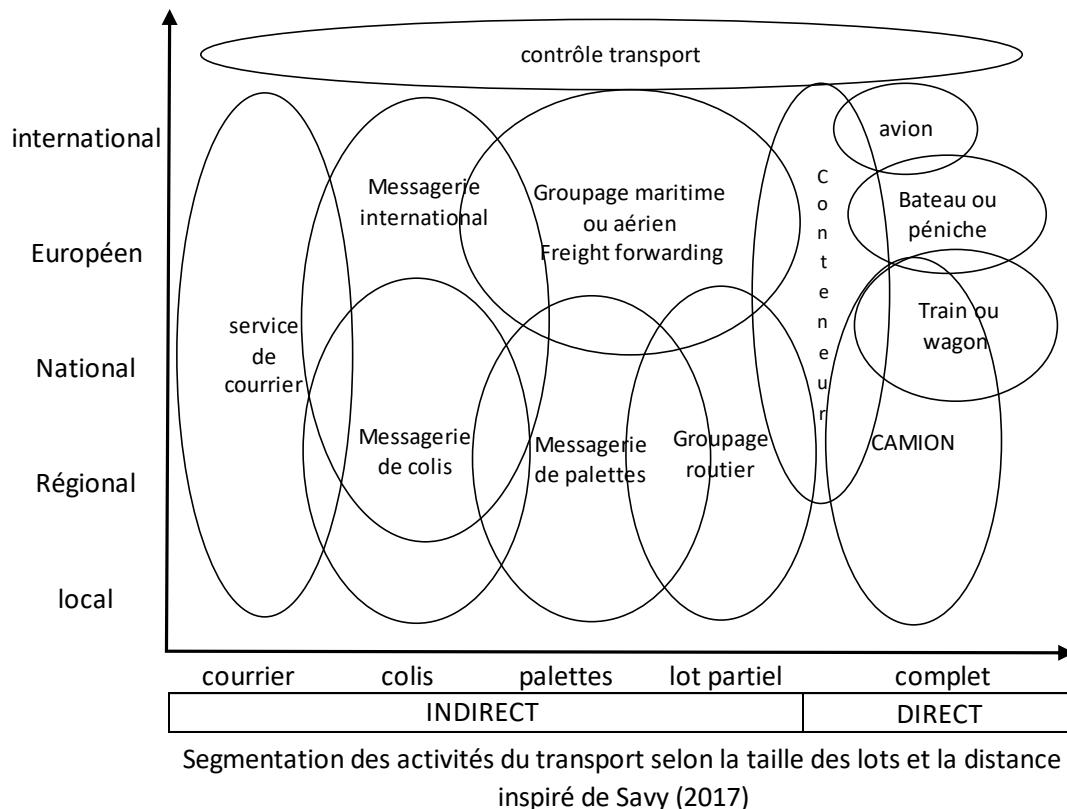 contrôle transport
international
avion
Messagerie
international
Groupage maritime
ou aérien
Freight forwarding
Conteneur
Bateau ou
péniche
Européen
service
de
courrier
Train ou
wagon
National
Messagerie
de colis
Messagerie
de palettes
Groupage
routier
CAMION
Régional
local
courrier
colis
palettes
lot partiel
complet
INDIRECT
DIRECT
Segmentation des activités du transport selon la taille des lots et la distance
inspiré de Savy (2017)